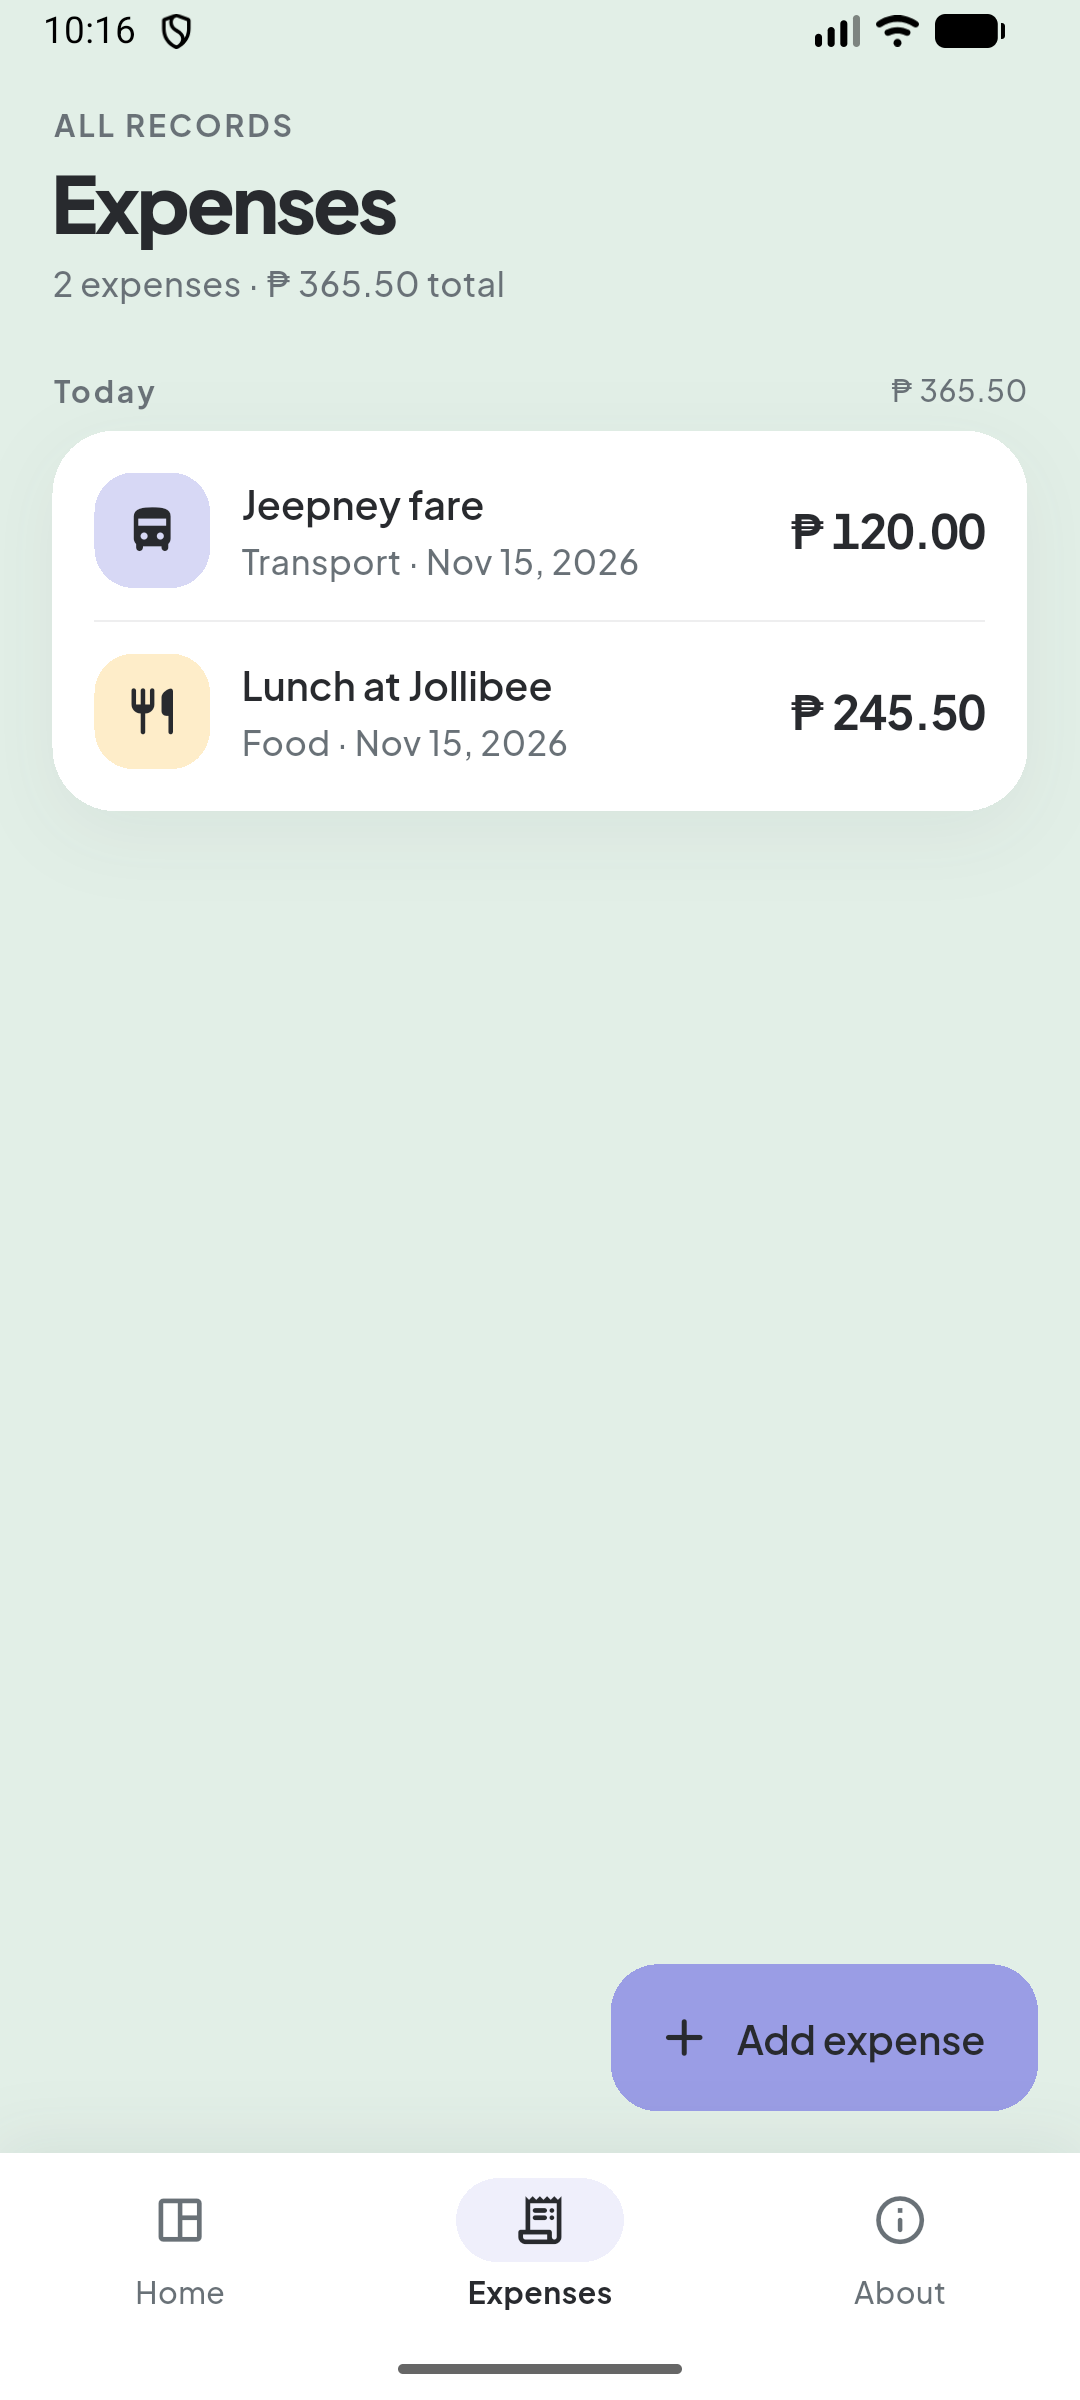 10:16
ALL RECORDS
Expenses
2 expenses · ₱ 365.50 total
Today
₱ 365.50
Jeepney fare
Transport · Nov 15, 2026
₱ 120.00
Lunch at Jollibee
Food · Nov 15, 2026
₱ 245.50
Add expense
Home
Expenses
About